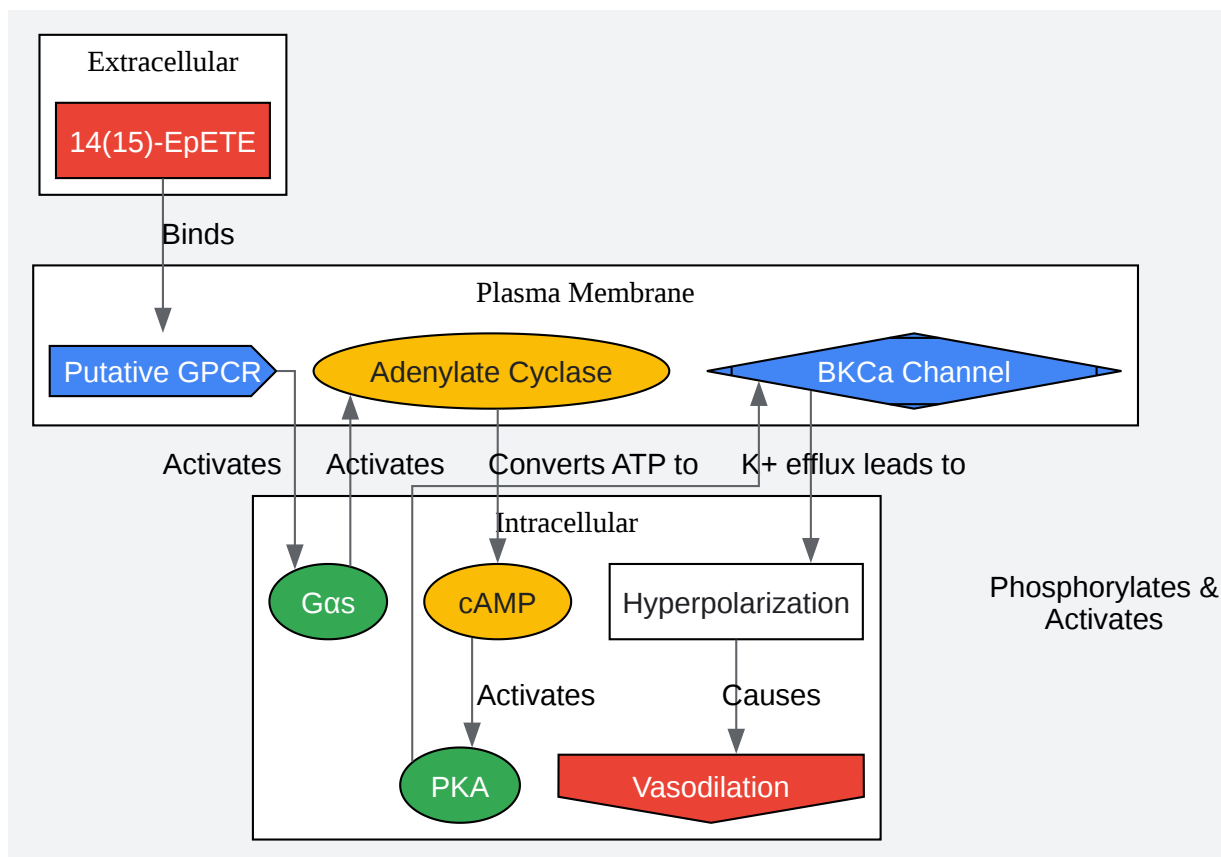 Extracellular
14(15)-EpETE
Binds
Plasma Membrane
Putative GPCR
Adenylate Cyclase
BKCa Channel
Activates
Activates
Converts ATP to
K+ efflux leads to
Intracellular
Gαs
cAMP
Hyperpolarization
Phosphorylates &
Activates
Activates
Causes
PKA
Vasodilation